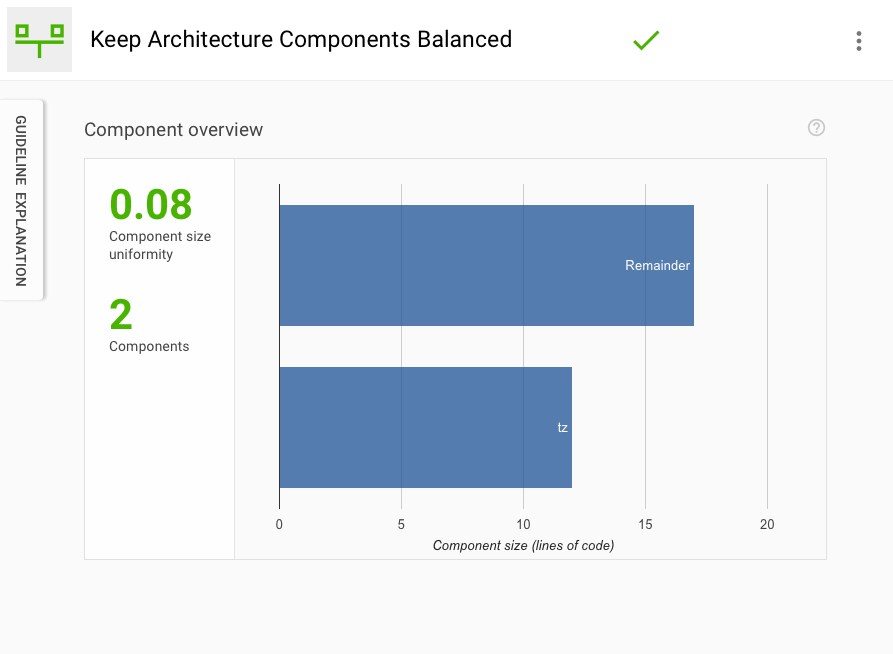 Keep Architecture Components Balanced
GUIDELINE EXPLANATION
Component overview
?
0.08
Component size
uniformity
2
Components
Remainder
tz
0 5 10 15 20
Component size (lines of code)